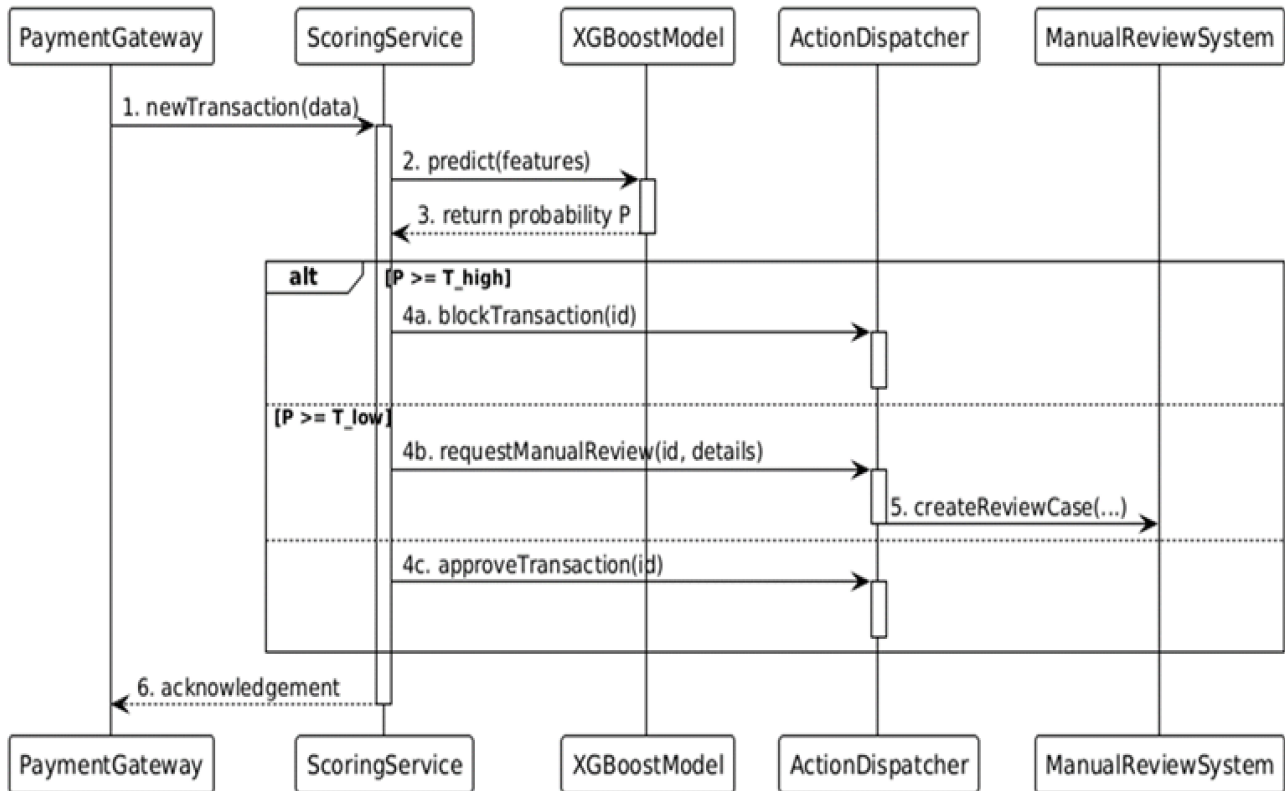 PaymentGateway
ScoringService
XGBoostModel
ActionDispatcher
ManualReviewSystem
1. newTransaction(data)
2. predict(features)
3. return probability P
alt
[P >= T_high]
4a. blockTransaction(id)
[P >= T_low]
4b. requestManualReview(id, details)
5. createReviewCase(...)
4c. approveTransaction(id)
6. acknowledgement
PaymentGateway
ScoringService
XGBoostModel
ActionDispatcher
ManualReviewSystem